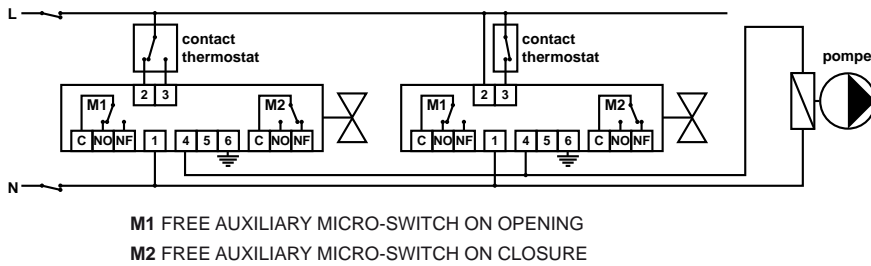 L
contact
thermostat
contact
thermostat
pompe
2 3
2 3
M1
M2
M1
M2
C NO NF 1 4 5 6 C NO NF
C NO NF 1 4 5 6 C NO NF
N
M1 FREE AUXILIARY MICRO-SWITCH ON OPENING
M2 FREE AUXILIARY MICRO-SWITCH ON CLOSURE